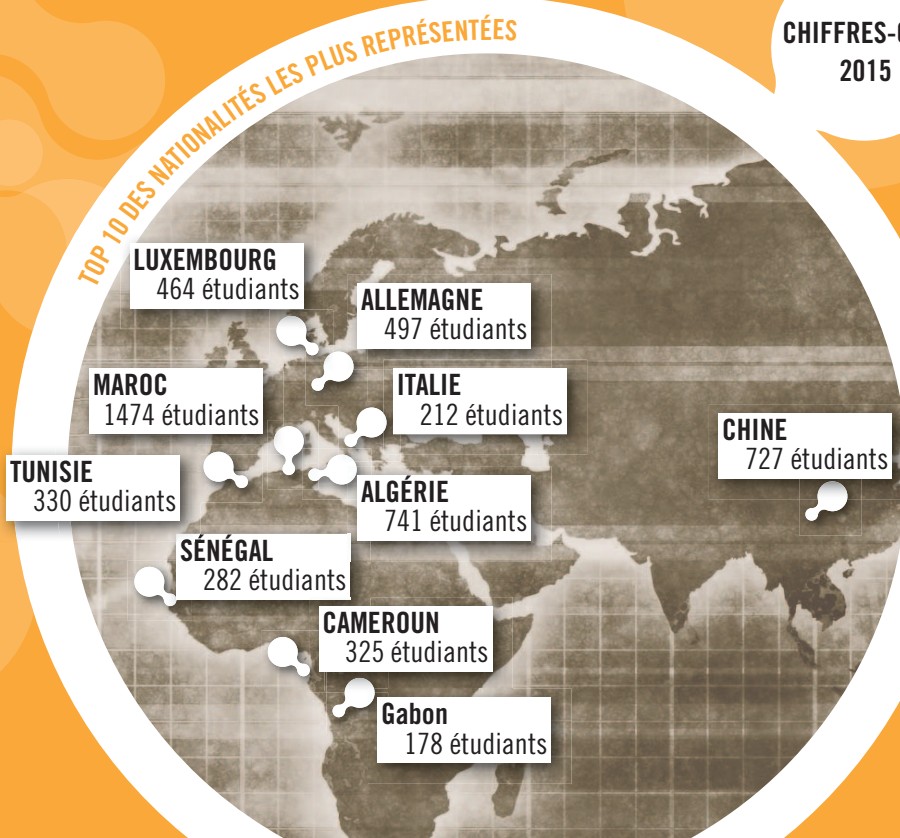 TOP 10 DES NATIONALITÉS LES PLUS REPRÉSENTÉES
2015
LUXEMBOURG
464 étudiants
ALLEMAGNE
497 étudiants
MAROC
1474 étudiants
ITALIE
212 étudiants
CHINE
727 étudiants
TUNISIE
330 étudiants
ALGÉRIE
741 étudiants
SÉNÉGAL
282 étudiants
CAMEROUN
325 étudiants
Gabon
178 étudiants